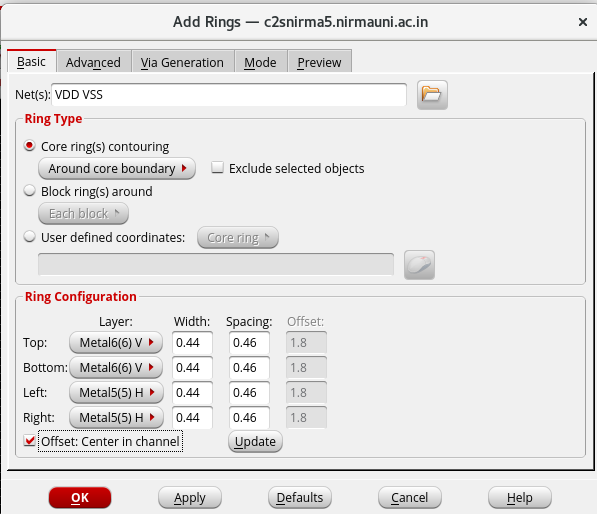 Add Rings — c2snirma5.nirmauni.ac.in
Basic Advanced Via Generation Mode Preview
Net(s): VDD VSS
Ring Type
Core ring(s) contouring
Around core boundary Exclude selected objects
Block ring(s) around
Each block
User defined coordinates: Core ring
Ring Configuration
Layer: Width: Spacing: Offset:
Top: Metal6(6) V 0.44 0.46 1.8
Bottom: Metal6(6) V 0.44 0.46 1.8
Left: Metal5(5) H 0.44 0.46 1.8
Right: Metal5(5) H 0.44 0.46 1.8
Offset: Center in channel Update
OK Apply Defaults Cancel Help